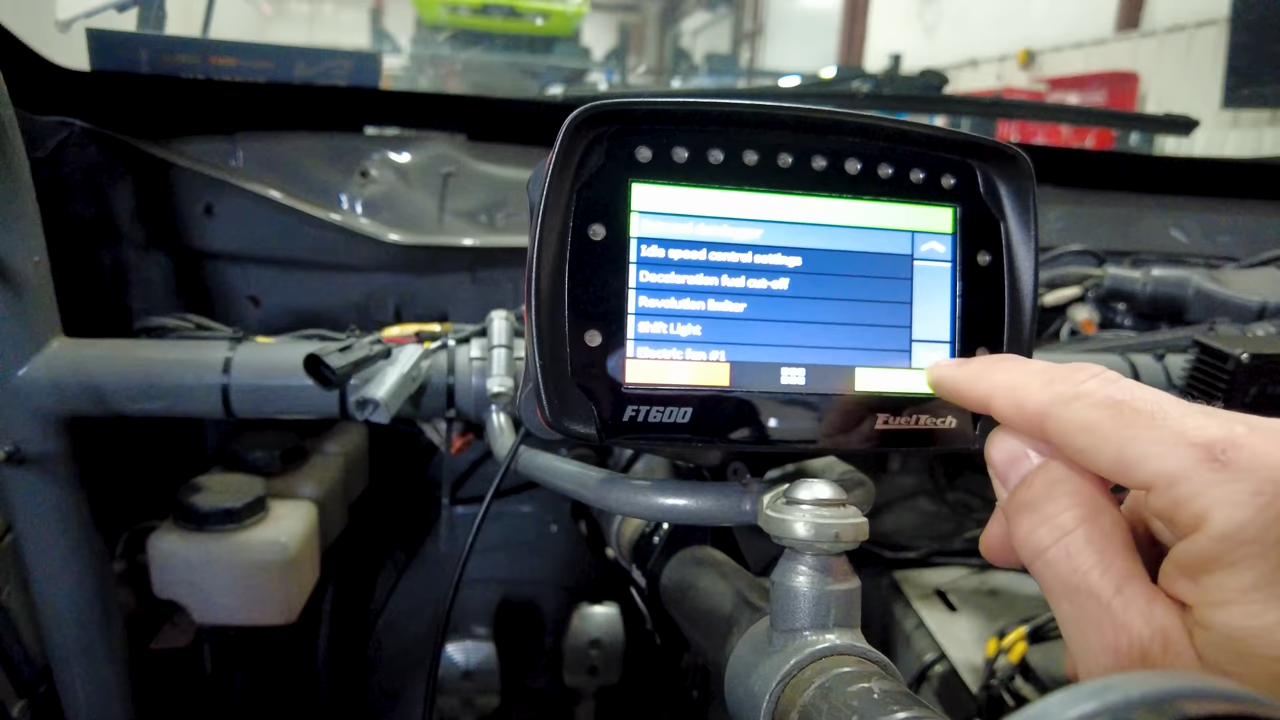 Idle speed control settings
Deceleration fuel cut-off
Revolution limiter
Shift Light
Electric fan #1
FT600
FuelTech